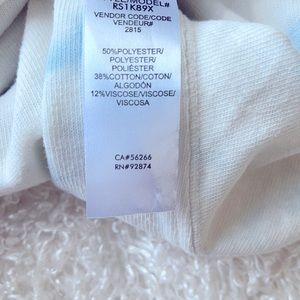 RS1K89X
VENDOR CODE/CODE
VENDEUR#
2815
50%POLYESTER/
POLYESTER/
POLIÉSTER
38%COTTON/COTON/
ALGODÓN
12%VISCOSE/VISCOSE/
VISCOSA
CA#56266
RN#92874